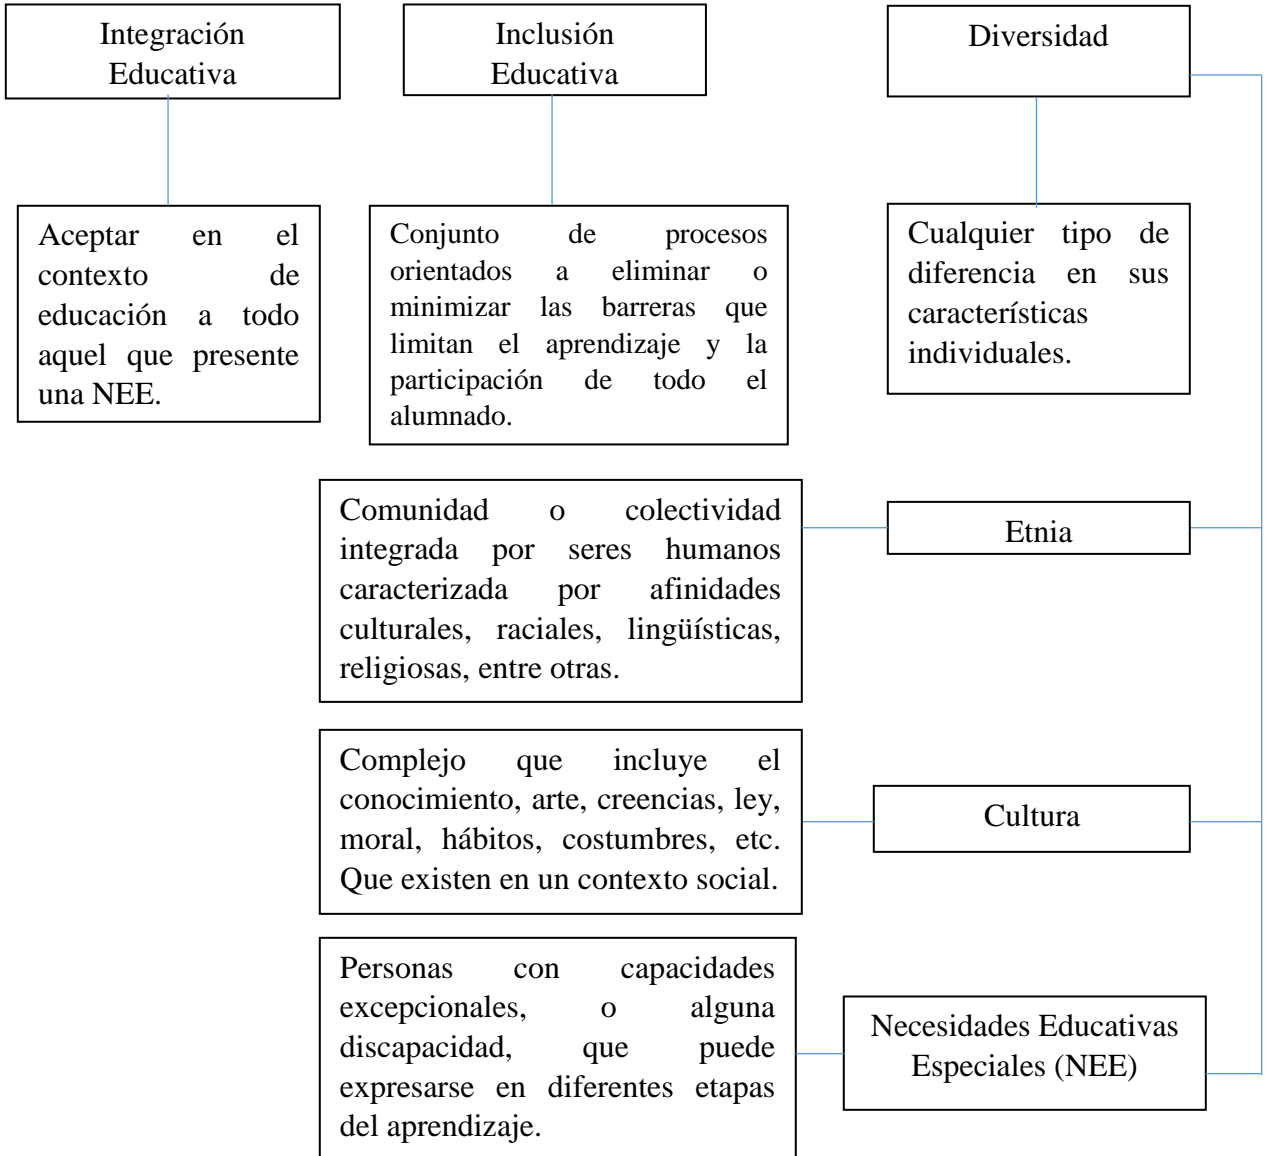 Integración
Educativa
Inclusión
Educativa
Diversidad
Aceptar en el
contexto de
educación a todo
aquel que presente
una NEE.
Conjunto de procesos
orientados a eliminar o
minimizar las barreras que
limitan el aprendizaje y la
participación de todo el
alumnado.
Cualquier tipo de
diferencia en sus
características
individuales.
Comunidad o colectividad
integrada por seres humanos
caracterizada por afinidades
culturales, raciales, lingüísticas,
religiosas, entre otras.
Etnia
Complejo que incluye el
conocimiento, arte, creencias, ley,
moral, hábitos, costumbres, etc.
Que existen en un contexto social.
Cultura
Personas con capacidades
excepcionales, o alguna
discapacidad, que puede
expresarse en diferentes etapas
del aprendizaje.
Necesidades Educativas
Especiales (NEE)